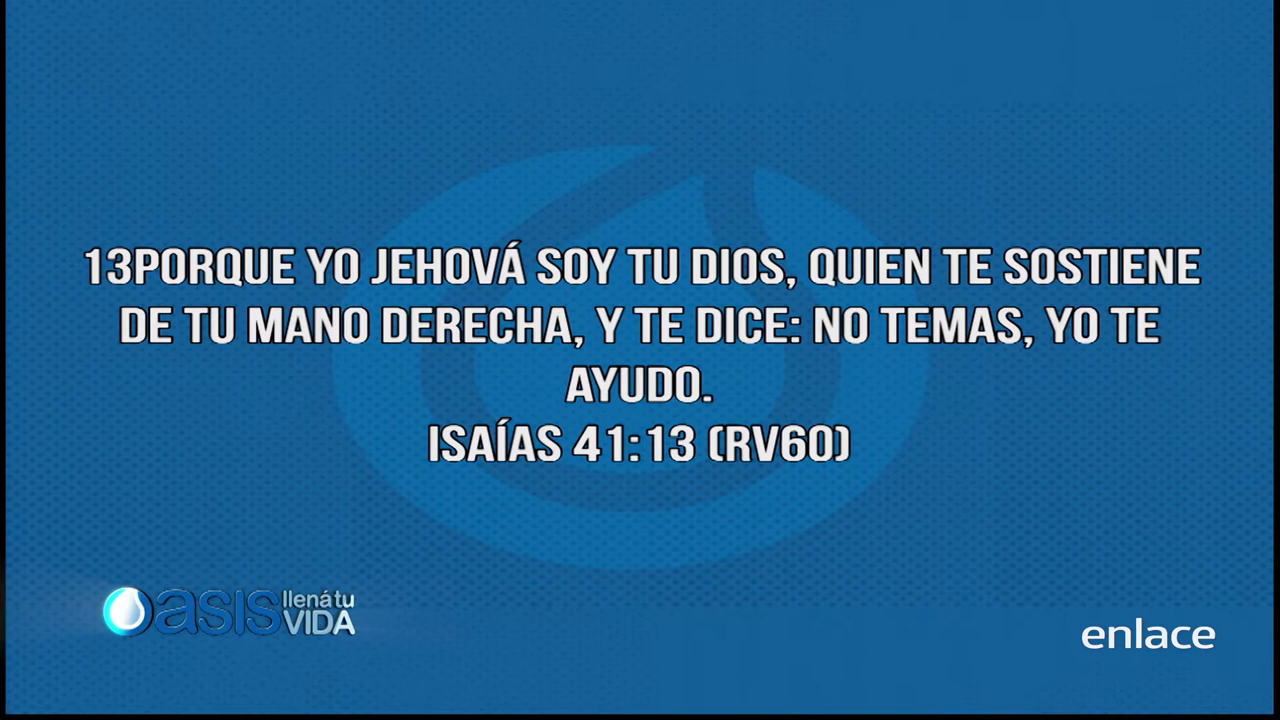 13PORQUE YO JEHOVÁ SOY TU DIOS, QUIEN TE SOSTIENE
DE TU MANO DERECHA, Y TE DICE: NO TEMAS, YO TE
AYUDO.
ISAÍAS 41:13 (RV60)
Oasis llená tu
VIDA
enlace